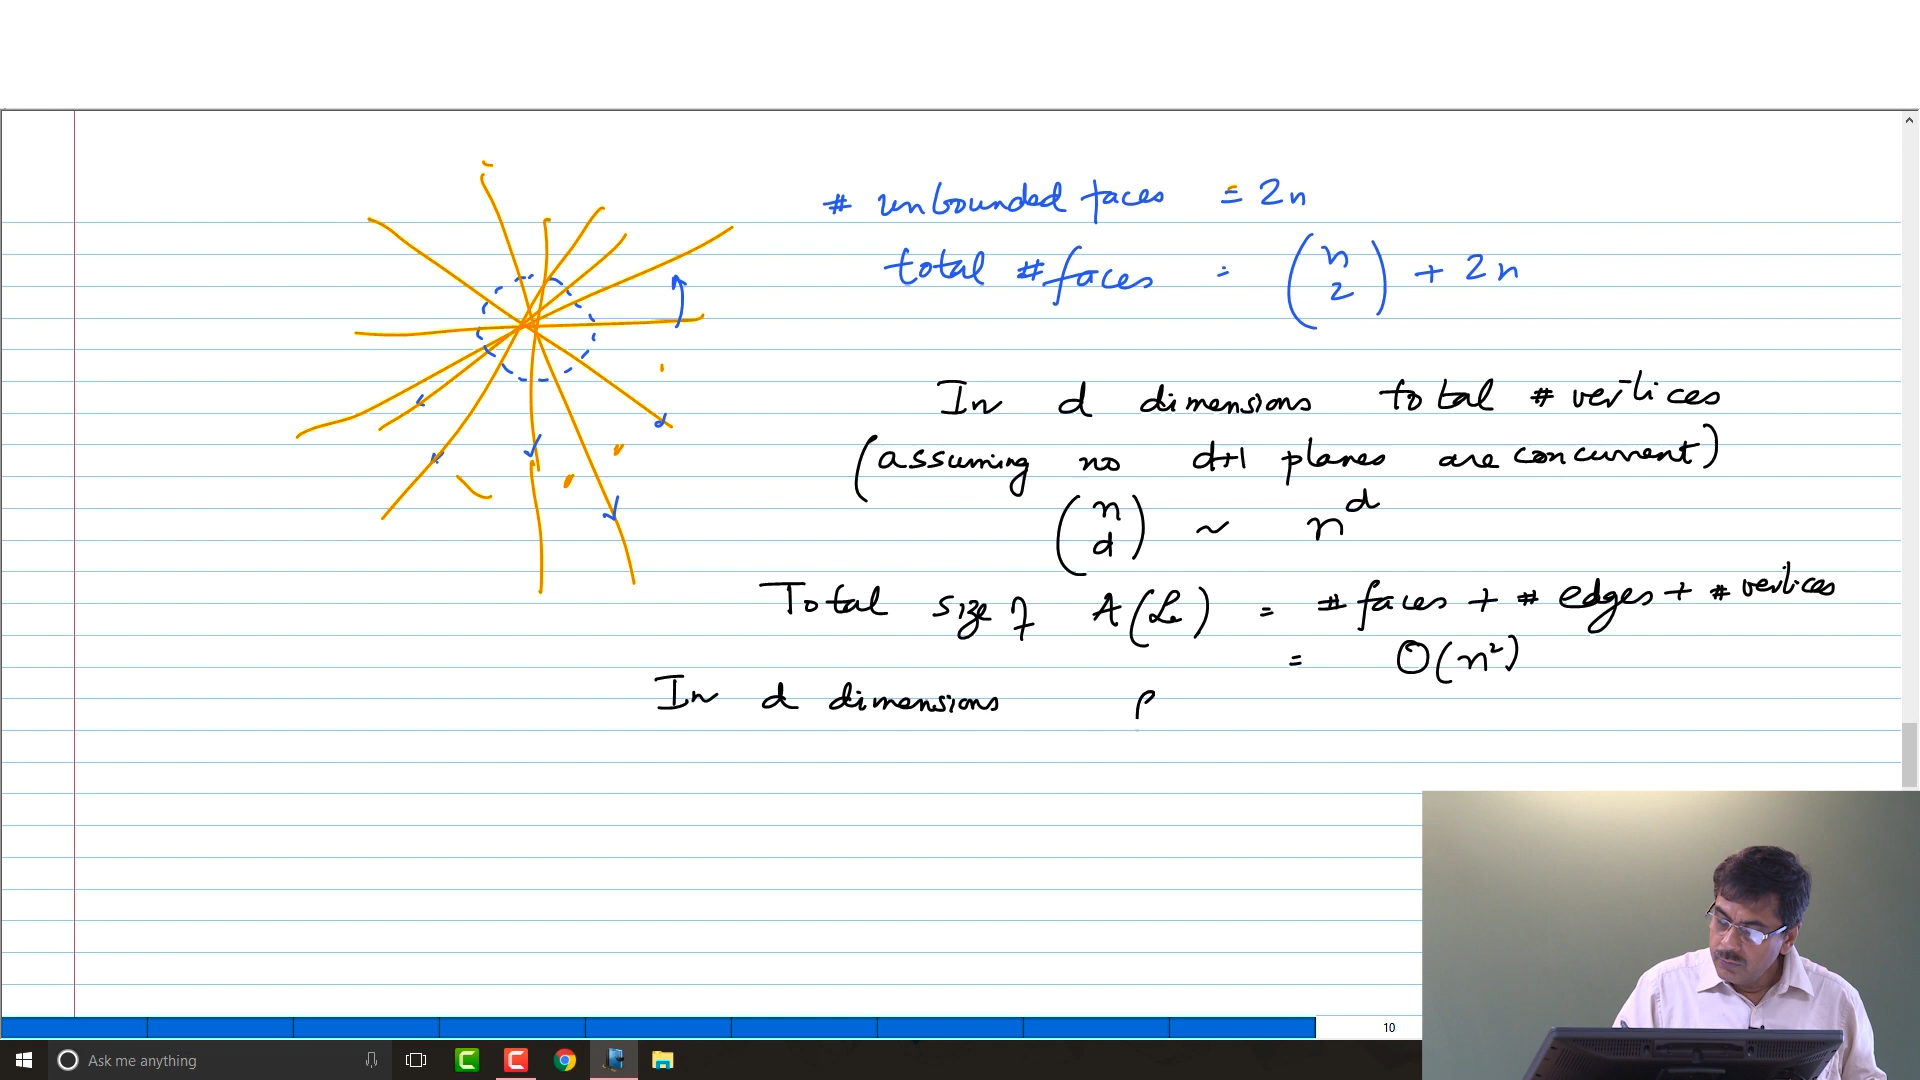 # unbounded faces = 2n
total # faces = (n 2) + 2n
In d dimensions total # vertices
(assuming no d+1 planes are concurrent)
(n d) ~ n^d
Total size of A(L) = # faces + # edges + # vertices
= O(n²)
In d dimensions
10
Ask me anything